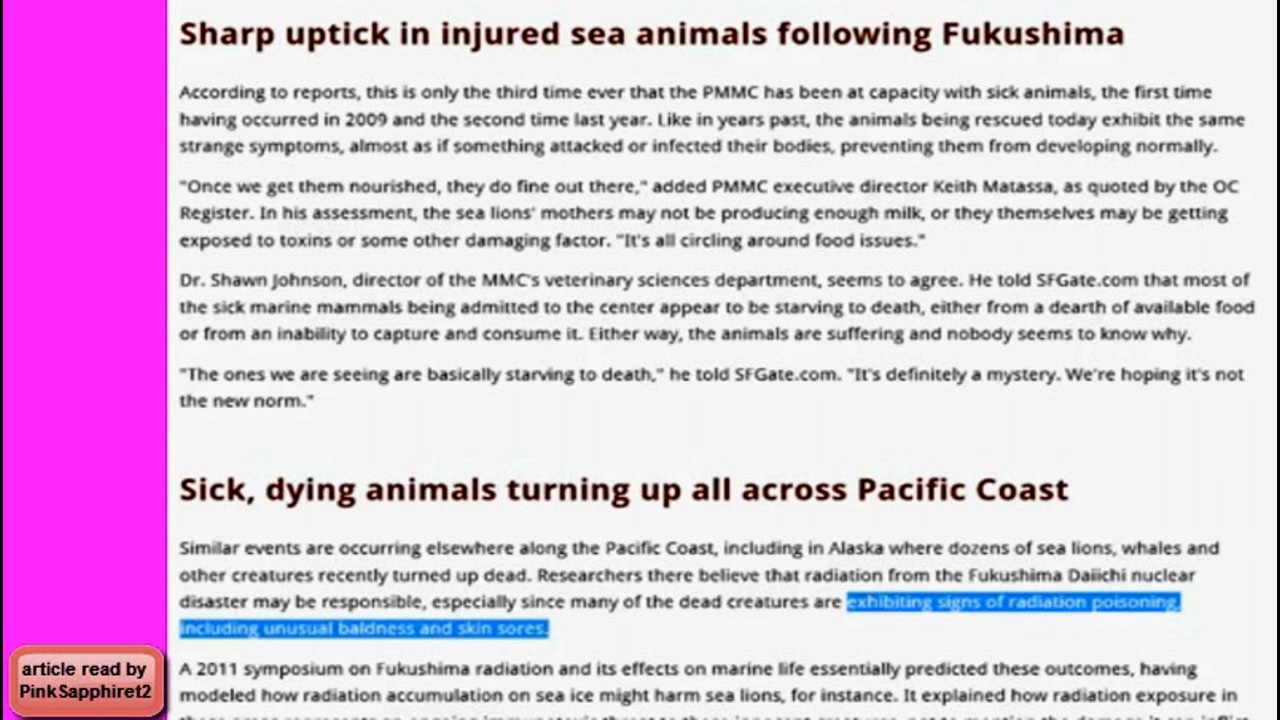 Sharp uptick in injured sea animals following Fukushima
According to reports, this is only the third time ever that the PMMC has been at capacity with sick animals, the first time
having occurred in 2009 and the second time last year. Like in years past, the animals being rescued today exhibit the same
strange symptoms, almost as if something attacked or infected their bodies, preventing them from developing normally.
"Once we get them nourished, they do fine out there," added PMMC executive director Keith Matassa, as quoted by the OC
Register. In his assessment, the sea lions' mothers may not be producing enough milk, or they themselves may be getting
exposed to toxins or some other damaging factor. "It's all circling around food issues."
Dr. Shawn Johnson, director of the MMC's veterinary sciences department, seems to agree. He told SFGate.com that most of
the sick marine mammals being admitted to the center appear to be starving to death, either from a dearth of available food
or from an inability to capture and consume it. Either way, the animals are suffering and nobody seems to know why.
"The ones we are seeing are basically starving to death," he told SFGate.com. "It's definitely a mystery. We're hoping it's not
the new norm."
Sick, dying animals turning up all across Pacific Coast
Similar events are occurring elsewhere along the Pacific Coast, including in Alaska where dozens of sea lions, whales and
other creatures recently turned up dead. Researchers there believe that radiation from the Fukushima Daiichi nuclear
disaster may be responsible, especially since many of the dead creatures are exhibiting signs of radiation poisoning,
including unusual baldness and skin sores.
A 2011 symposium on Fukushima radiation and its effects on marine life essentially predicted these outcomes, having
modeled how radiation accumulation on sea ice might harm sea lions, for instance. It explained how radiation exposure in
article read by
PinkSapphiret2